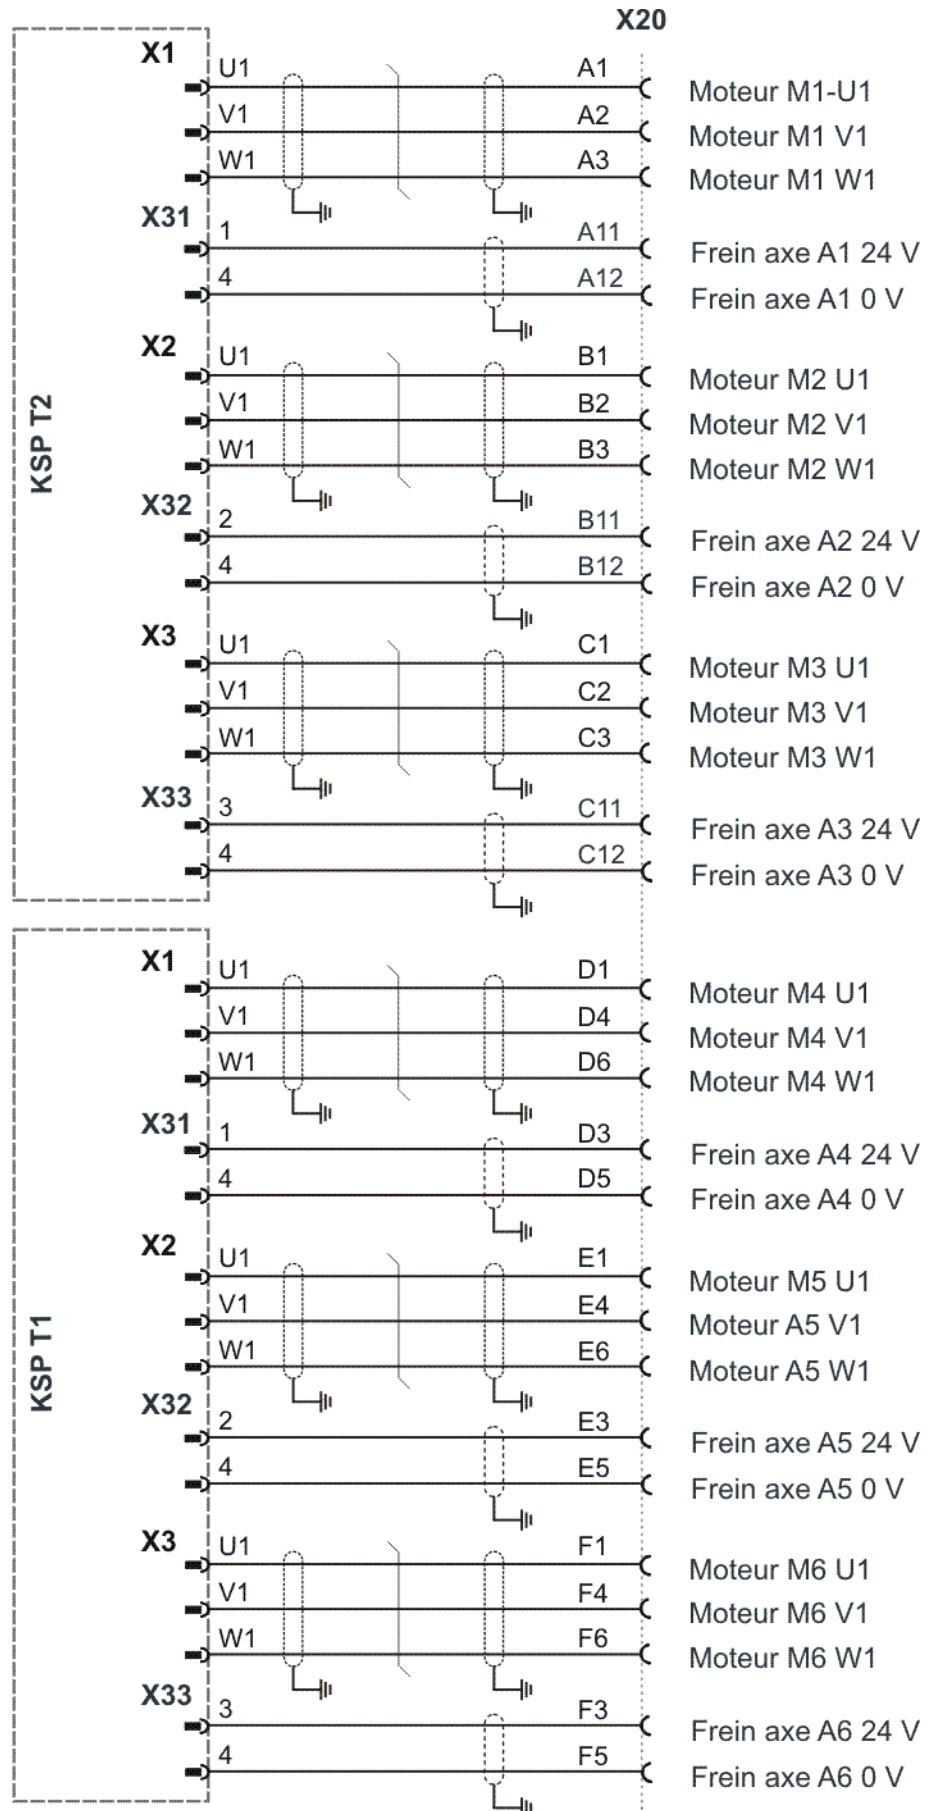 X20
X1
U1 A1 Moteur M1-U1
V1 A2 Moteur M1 V1
W1 A3 Moteur M1 W1
X31
1 A11 Frein axe A1 24 V
4 A12 Frein axe A1 0 V
X2
U1 B1 Moteur M2 U1
V1 B2 Moteur M2 V1
W1 B3 Moteur M2 W1
KSP T2
X32
2 B11 Frein axe A2 24 V
4 B12 Frein axe A2 0 V
X3
U1 C1 Moteur M3 U1
V1 C2 Moteur M3 V1
W1 C3 Moteur M3 W1
X33
3 C11 Frein axe A3 24 V
4 C12 Frein axe A3 0 V
X1
U1 D1 Moteur M4 U1
V1 D4 Moteur M4 V1
W1 D6 Moteur M4 W1
X31
1 D3 Frein axe A4 24 V
4 D5 Frein axe A4 0 V
X2
U1 E1 Moteur M5 U1
V1 E4 Moteur A5 V1
W1 E6 Moteur A5 W1
KSP T1
X32
2 E3 Frein axe A5 24 V
4 E5 Frein axe A5 0 V
X3
U1 F1 Moteur M6 U1
V1 F4 Moteur M6 V1
W1 F6 Moteur M6 W1
X33
3 F3 Frein axe A6 24 V
4 F5 Frein axe A6 0 V